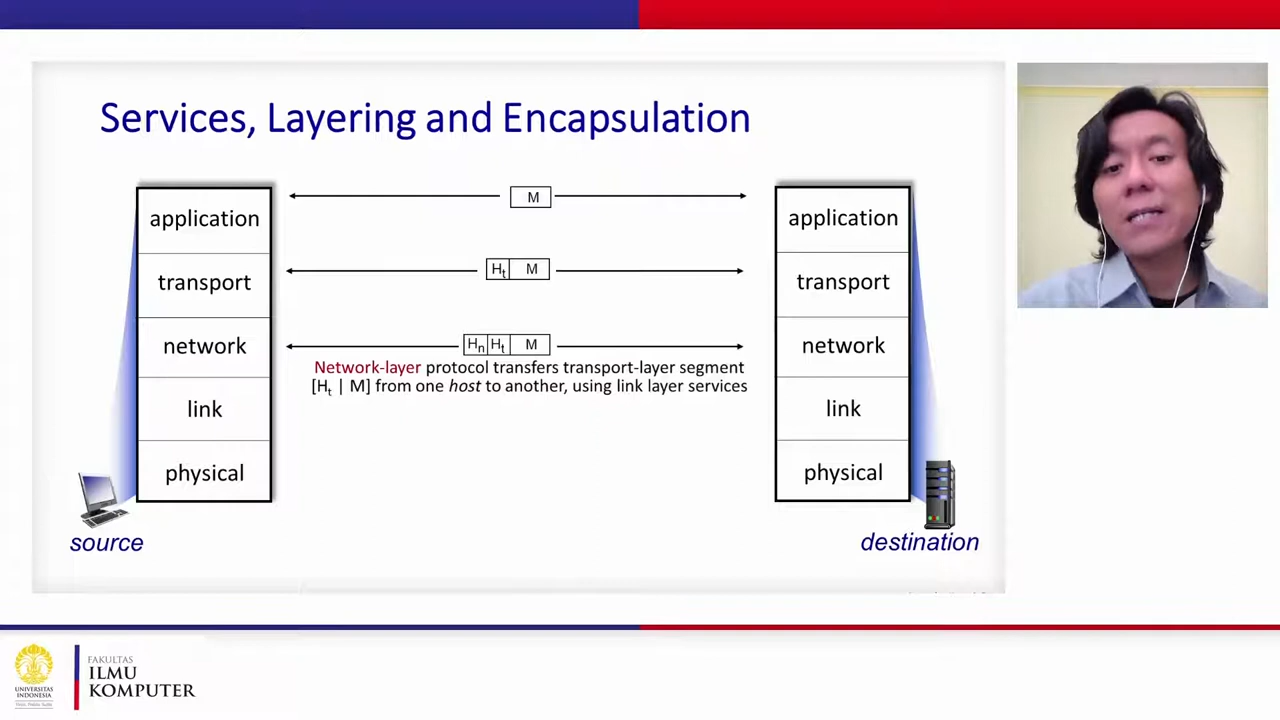 Services, Layering and Encapsulation
application
transport
network
link
physical
source
M
Ht M
Hn Ht M
Network-layer protocol transfers transport-layer segment
[Ht | M] from one host to another, using link layer services
application
transport
network
link
physical
destination
UNIVERSITAS
INDONESIA
FAKULTAS
ILMU
KOMPUTER